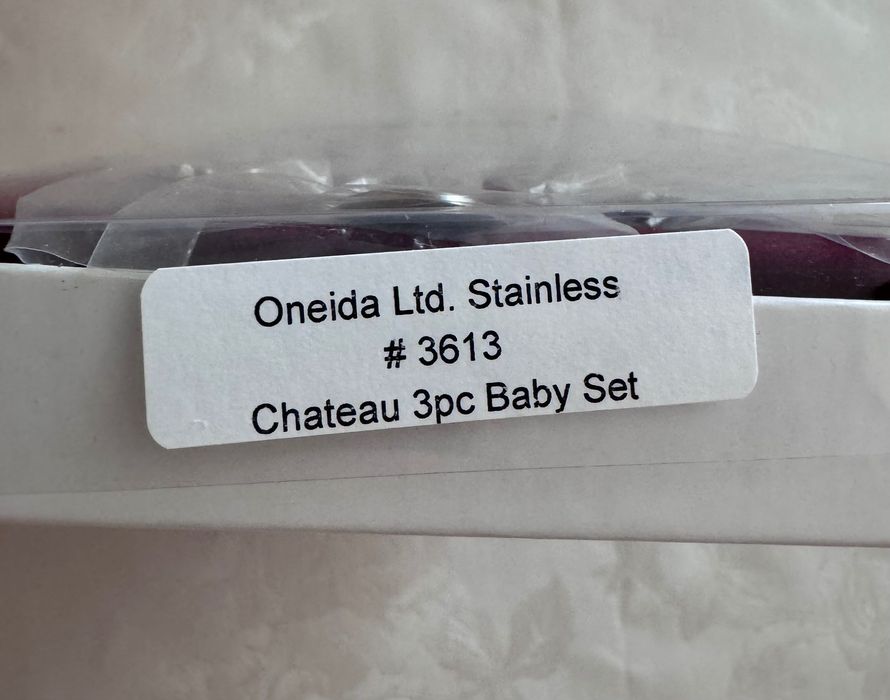 Oneida Ltd. Stainless
# 3613
Chateau 3pc Baby Set